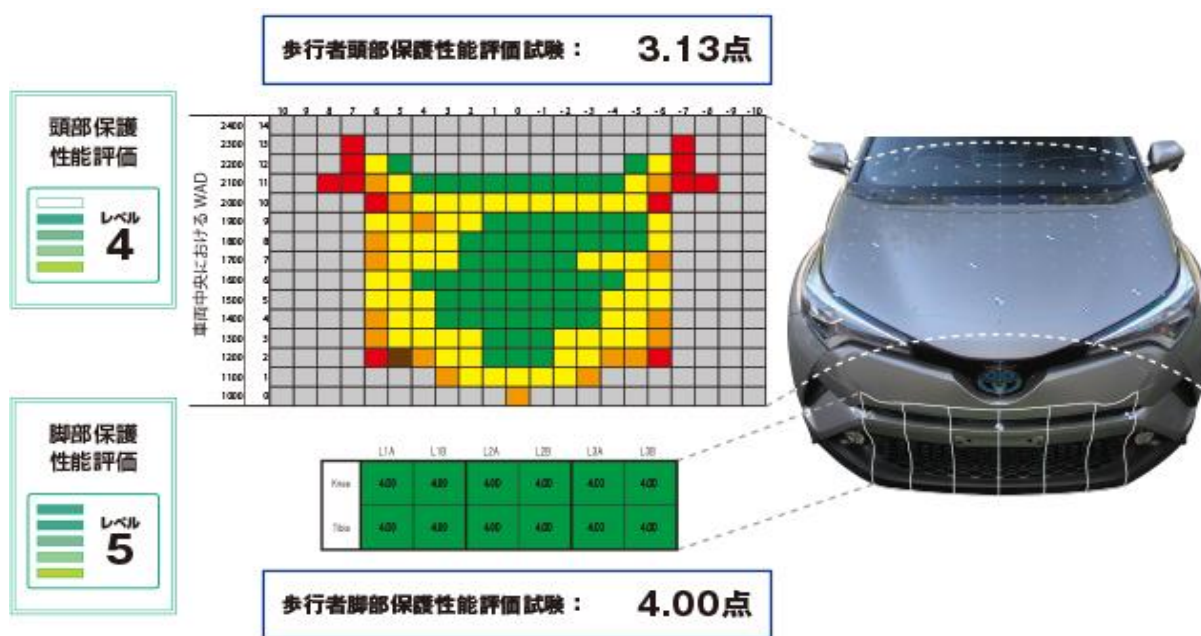 歩行者頭部保護性能評価試験： 3.13点
頭部保護
性能評価
レベル
4
10 9 8 7 6 5 4 3 2 1 0 -1 -2 -3 -4 -5 -6 -7 -8 -9 -10
車両中央におけるWAD
2400 14
2300 13
2200 12
2100 11
2000 10
1900 9
1800 8
1700 7
1600 6
1500 5
1400 4
1300 3
1200 2
1100 1
1000 0
脚部保護
性能評価
レベル
5
L1A L1B L2A L2B L3A L3B
Knee 4.00 4.00 4.00 4.00 4.00 4.00
Tibia 4.00 4.00 4.00 4.00 4.00 4.00
歩行者脚部保護性能評価試験： 4.00点